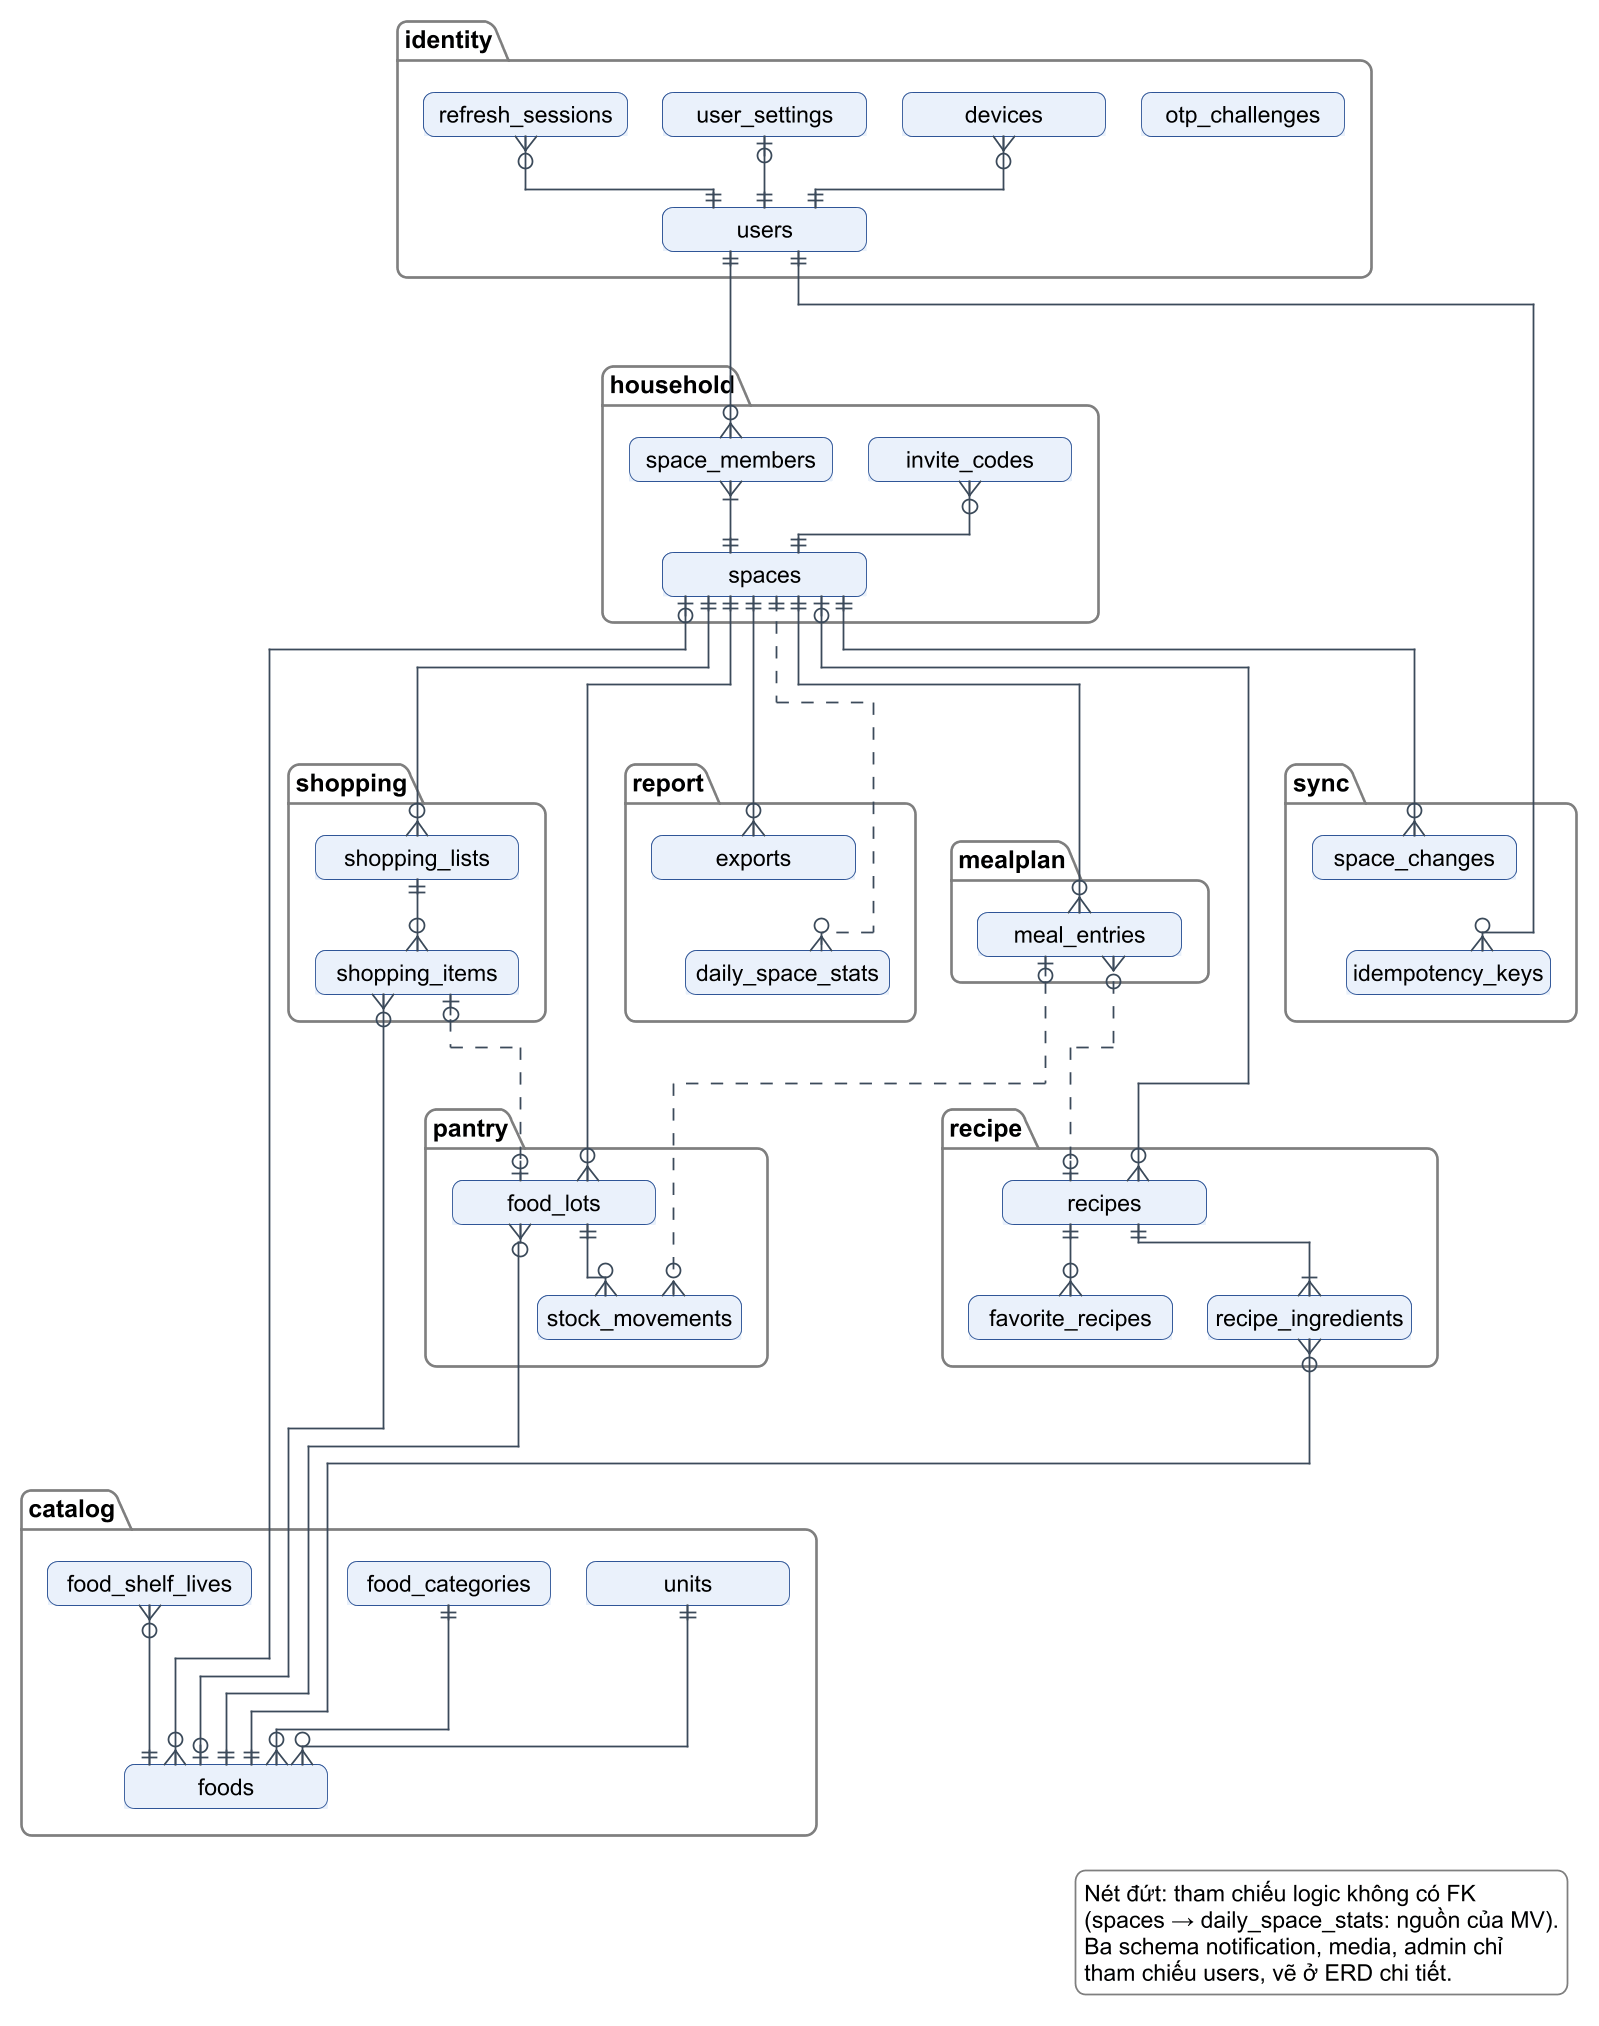 identity
refresh_sessions
user_settings
devices
otp_challenges
users
household
space_members
invite_codes
spaces
shopping
shopping_lists
shopping_items
report
exports
daily_space_stats
mealplan
meal_entries
sync
space_changes
idempotency_keys
pantry
food_lots
stock_movements
recipe
recipes
favorite_recipes
recipe_ingredients
catalog
food_shelf_lives
food_categories
units
foods
Nét đứt: tham chiếu logic không có FK
(spaces → daily_space_stats: nguồn của MV).
Ba schema notification, media, admin chỉ
tham chiếu users, vẽ ở ERD chi tiết.